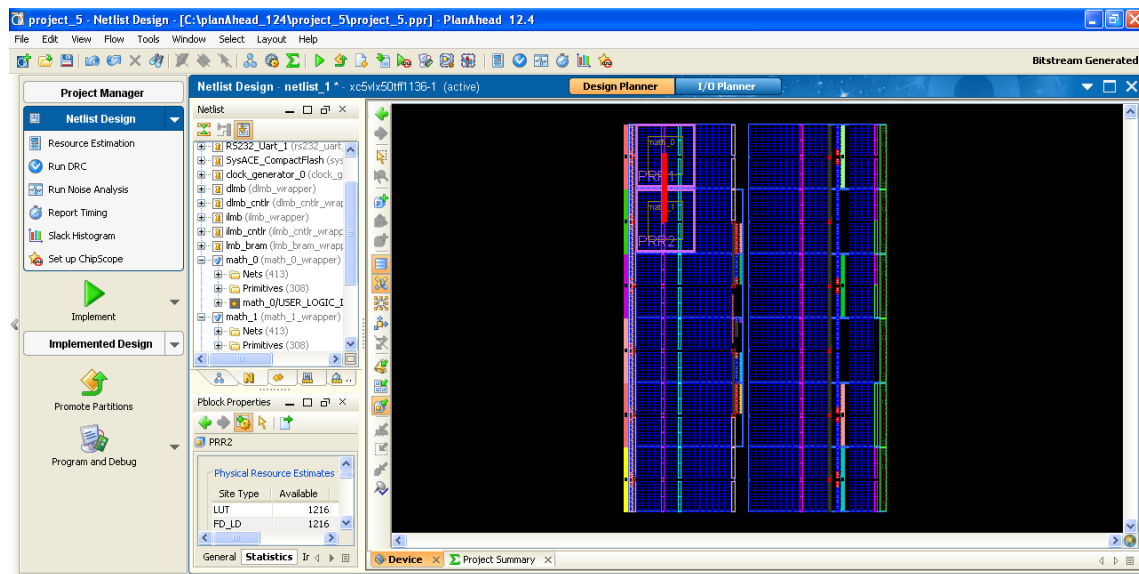 project_5 - Netlist Design - [C:\planAhead_124\project_5\project_5.ppr] - PlanAhead 12.4
File Edit View Flow Tools Window Select Layout Help
Bitstream Generated
Project Manager
Netlist Design
Resource Estimation
Run DRC
Run Noise Analysis
Report Timing
Slack Histogram
Set up ChipScope
Implement
Implemented Design
Promote Partitions
Program and Debug
Netlist Design - netlist_1 * - xc5vlx50tff1136-1 (active)
Design Planner
I/O Planner
Netlist
RS232_Uart_1 (rs232_uart_
SysACE_CompactFlash (sys
clock_generator_0 (clock_g
dlmb (dlmb_wrapper)
dlmb_cntlr (dlmb_cntlr_wrap
ilmb (ilmb_wrapper)
ilmb_cntlr (ilmb_cntlr_wrapp
lmb_bram (lmb_bram_wrapp
math_0 (math_0_wrapper)
Nets (413)
Primitives (308)
math_0/USER_LOGIC_I
math_1 (math_1_wrapper)
Nets (413)
Primitives (308)
Pblock Properties
PRR2
Physical Resource Estimates
Site Type Available
LUT 1216
FD_LD 1216
General Statistics
math_0
PRR1
PRR2
Device
Σ Project Summary